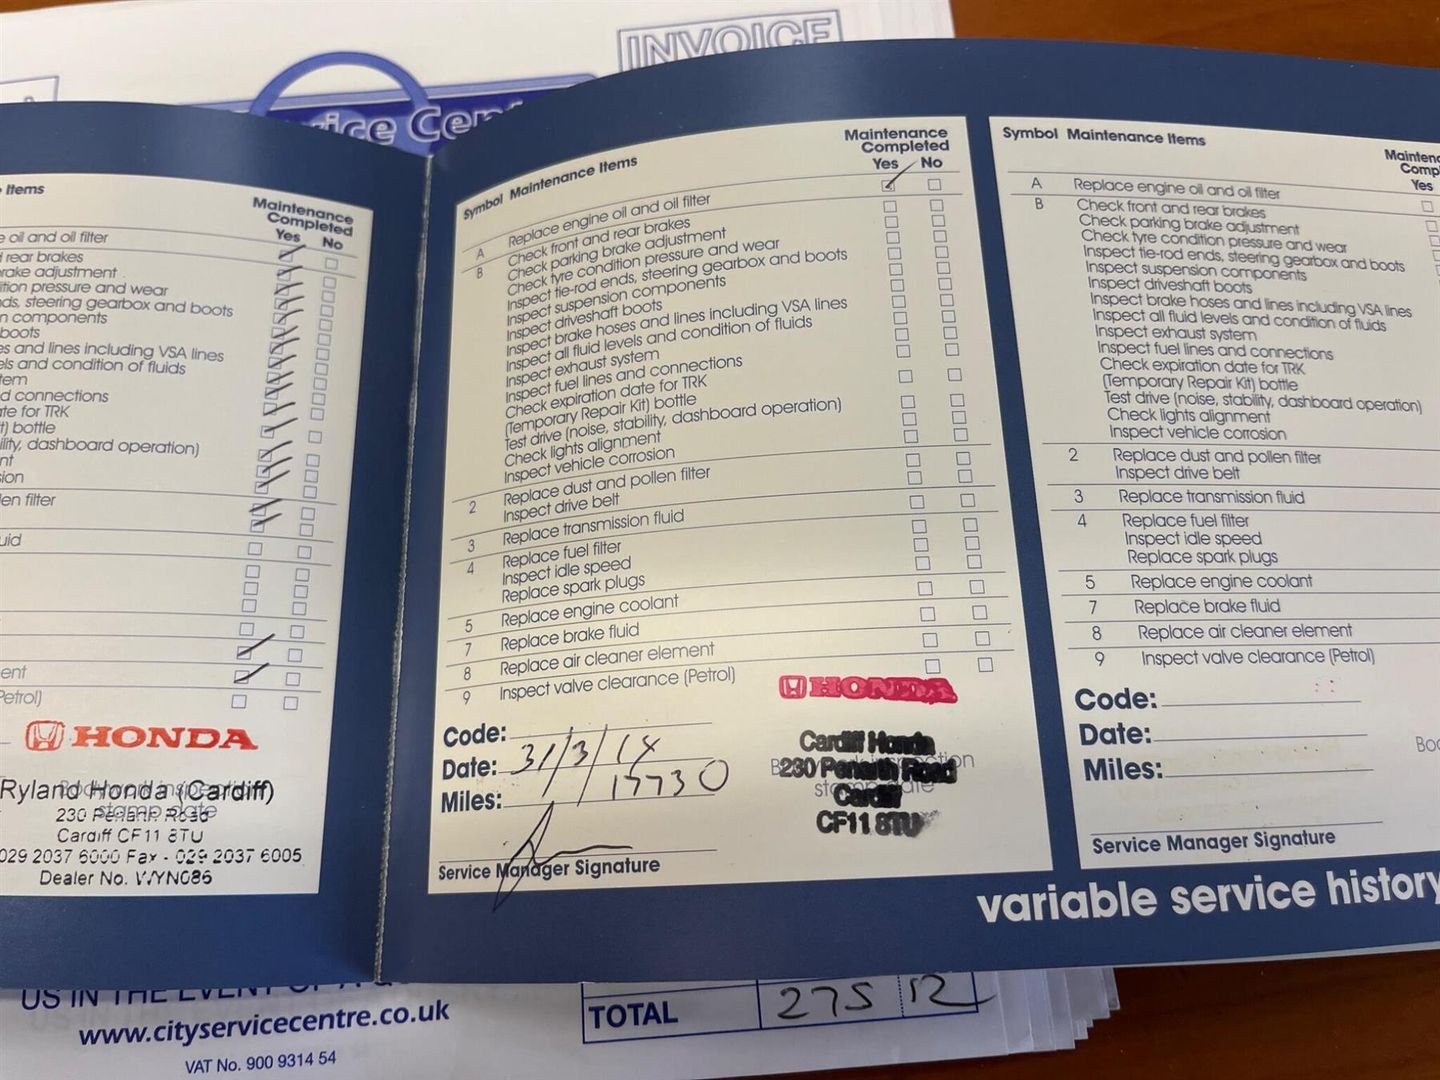 INVOICE
vice Cen
Items
Maintenance
Completed
Yes No
oil and oil filter
rear brakes
rake adjustment
ition pressure and wear
nds, steering gearbox and boots
n components
boots
es and lines including VSA lines
els and condition of fluids
tem
d connections
ate for TRK
t) bottle
ility, dashboard operation)
nt
sion
len filter
uid
ent
Petrol)
HONDA
Ryland Honda (Cardiff)
stamp date
230 Penarth Road
Cardiff CF11 8TU
029 2037 6000 Fax - 029 2037 6005
Dealer No. WYN086
Symbol Maintenance Items
Maintenance
Completed
Yes No
A Replace engine oil and oil filter
B Check front and rear brakes
Check parking brake adjustment
Check tyre condition pressure and wear
Inspect tie-rod ends, steering gearbox and boots
Inspect suspension components
Inspect driveshaft boots
Inspect brake hoses and lines including VSA lines
Inspect all fluid levels and condition of fluids
Inspect exhaust system
Inspect fuel lines and connections
Check expiration date for TRK
(Temporary Repair Kit) bottle
Test drive (noise, stability, dashboard operation)
Check lights alignment
Inspect vehicle corrosion
2 Replace dust and pollen filter
Inspect drive belt
3 Replace transmission fluid
4 Replace fuel filter
Inspect idle speed
Replace spark plugs
5 Replace engine coolant
7 Replace brake fluid
8 Replace air cleaner element
9 Inspect valve clearance (Petrol)
HONDA
Code:
Date: 31/3/14
Miles: 17730
Cardiff Honda
230 Penarth Road
Cardiff
CF11 8TU
Service Manager Signature
Symbol Maintenance Items
Mainten
Comp
Yes
A Replace engine oil and oil filter
B Check front and rear brakes
Check parking brake adjustment
Check tyre condition pressure and wear
Inspect tie-rod ends, steering gearbox and boots
Inspect suspension components
Inspect driveshaft boots
Inspect brake hoses and lines including VSA lines
Inspect all fluid levels and condition of fluids
Inspect exhaust system
Inspect fuel lines and connections
Check expiration date for TRK
(Temporary Repair Kit) bottle
Test drive (noise, stability, dashboard operation)
Check lights alignment
Inspect vehicle corrosion
2 Replace dust and pollen filter
Inspect drive belt
3 Replace transmission fluid
4 Replace fuel filter
Inspect idle speed
Replace spark plugs
5 Replace engine coolant
7 Replace brake fluid
8 Replace air cleaner element
9 Inspect valve clearance (Petrol)
Code:
Date:
Miles:
Bo
Service Manager Signature
variable service history
US IN THE EVENT OF A
www.cityservicecentre.co.uk
VAT No. 900 9314 54
TOTAL 275 12